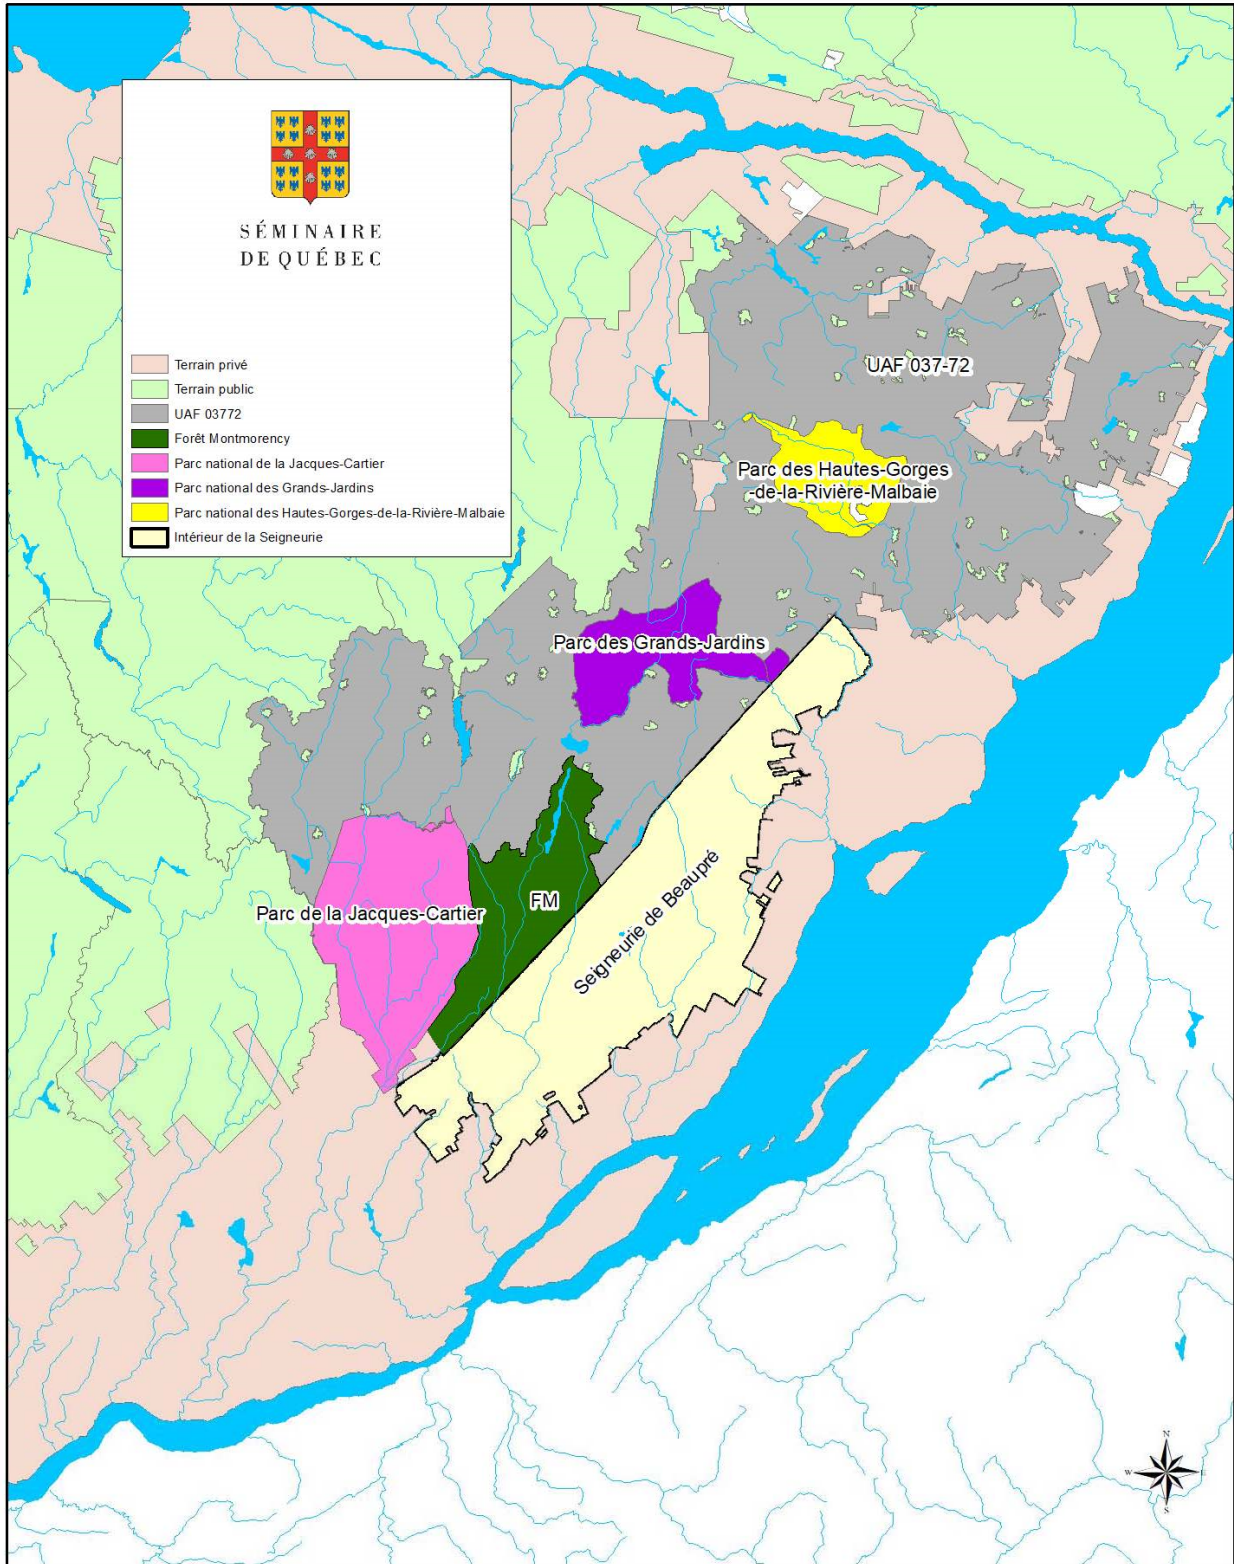 SÉMINAIRE
DE QUÉBEC
Terrain privé
Terrain public
UAF 03772
Forêt Montmorency
Parc national de la Jacques-Cartier
Parc national des Grands-Jardins
Parc national des Hautes-Gorges-de-la-Rivière-Malbaie
Intérieur de la Seigneurie
UAF 037-72
Parc des Hautes-Gorges
-de-la-Rivière-Malbaie
Parc des Grands-Jardins
FM
Parc de la Jacques-Cartier
Seigneurie de Beaupré
N
W
E
S